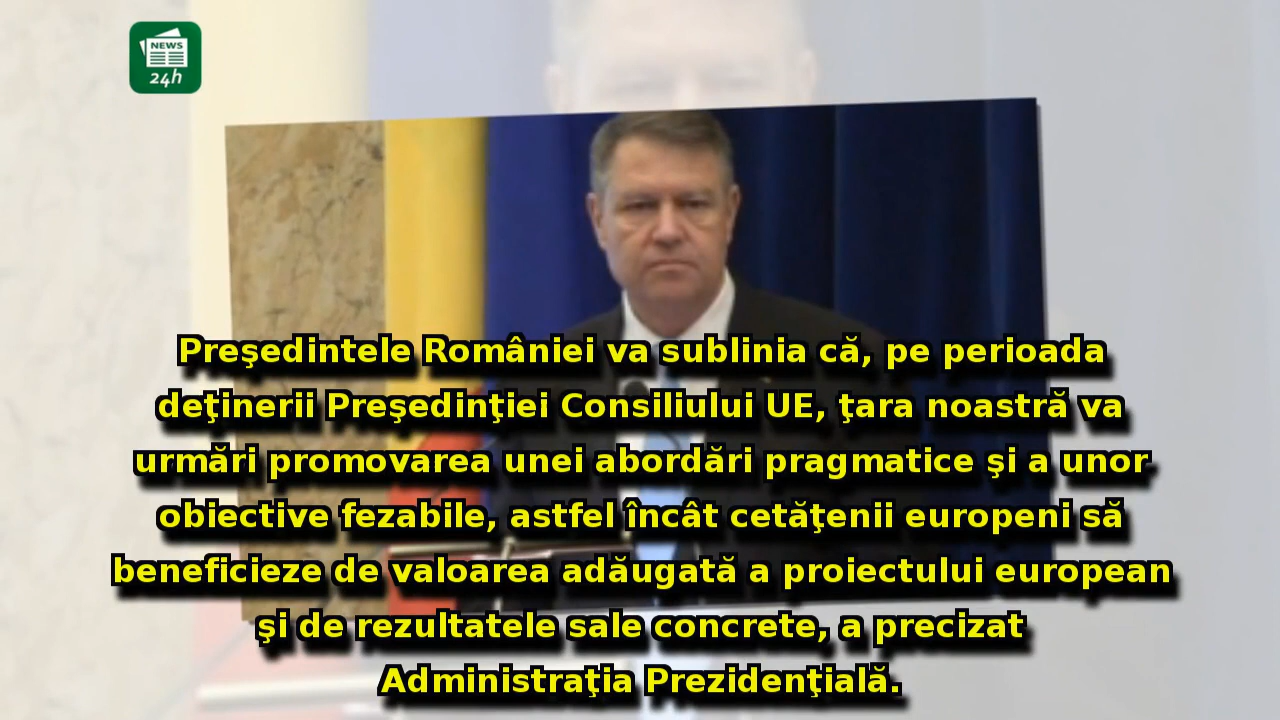 NEWS
24h
Preşedintele României va sublinia că, pe perioada
deţinerii Preşedinţiei Consiliului UE, ţara noastră va
urmări promovarea unei abordări pragmatice şi a unor
obiective fezabile, astfel încât cetăţenii europeni să
beneficieze de valoarea adăugată a proiectului european
şi de rezultatele sale concrete, a precizat
Administraţia Prezidenţială.